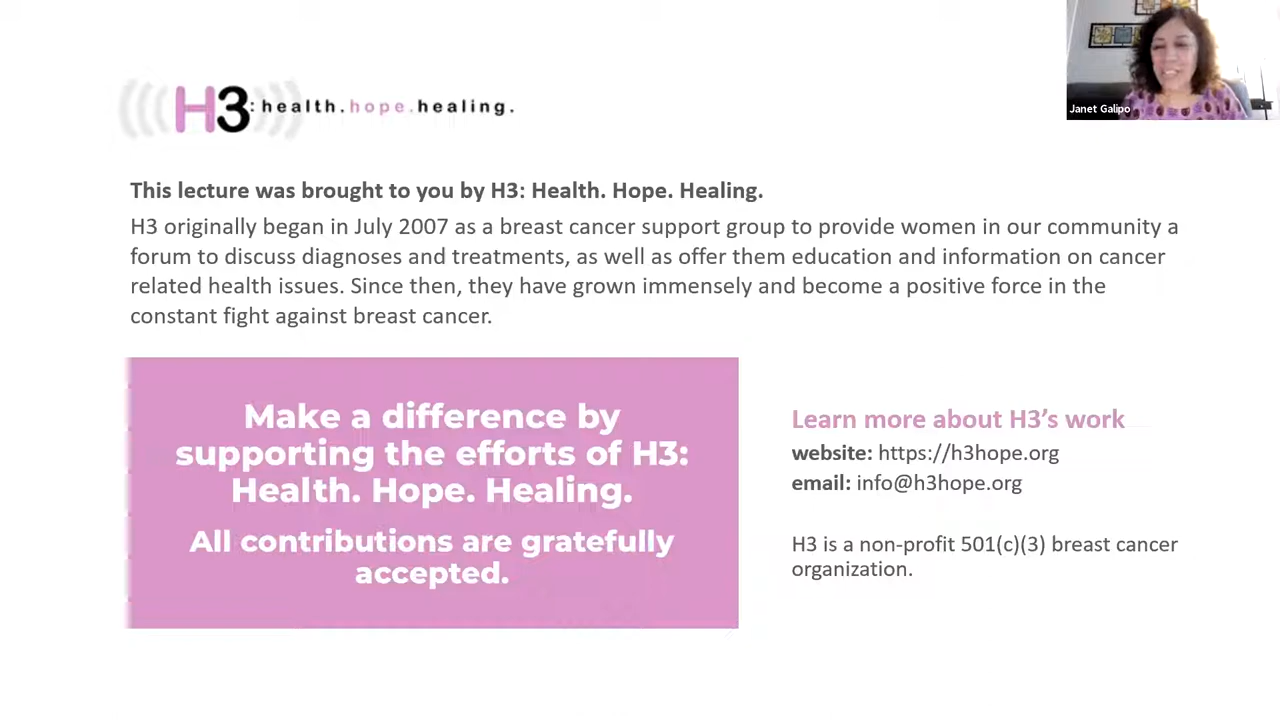 H3:health.hope.healing.
Janet Galipo
This lecture was brought to you by H3: Health. Hope. Healing.
H3 originally began in July 2007 as a breast cancer support group to provide women in our community a
forum to discuss diagnoses and treatments, as well as offer them education and information on cancer
related health issues. Since then, they have grown immensely and become a positive force in the
constant fight against breast cancer.
Make a difference by
supporting the efforts of H3:
Health. Hope. Healing.
All contributions are gratefully
accepted.
Learn more about H3’s work
website: https://h3hope.org
email: info@h3hope.org
H3 is a non-profit 501(c)(3) breast cancer
organization.